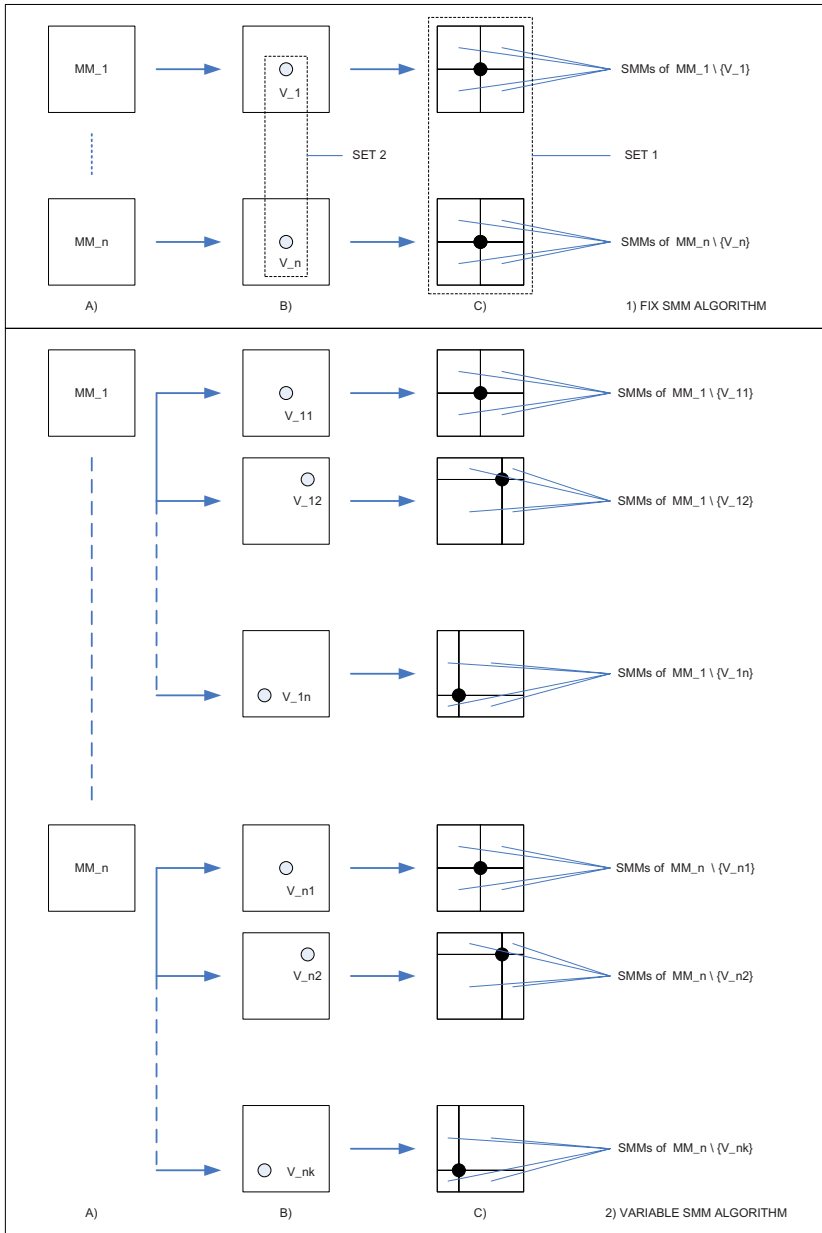 MM_1
V_1
SMMs of MM_1 \ {V_1}
SET 2
SET 1
MM_n
V_n
SMMs of MM_n \ {V_n}
A)
B)
C)
1) FIX SMM ALGORITHM
MM_1
V_11
SMMs of MM_1 \ {V_11}
V_12
SMMs of MM_1 \ {V_12}
V_1n
SMMs of MM_1 \ {V_1n}
MM_n
V_n1
SMMs of MM_n \ {V_n1}
V_n2
SMMs of MM_n \ {V_n2}
V_nk
SMMs of MM_n \ {V_nk}
A)
B)
C)
2) VARIABLE SMM ALGORITHM